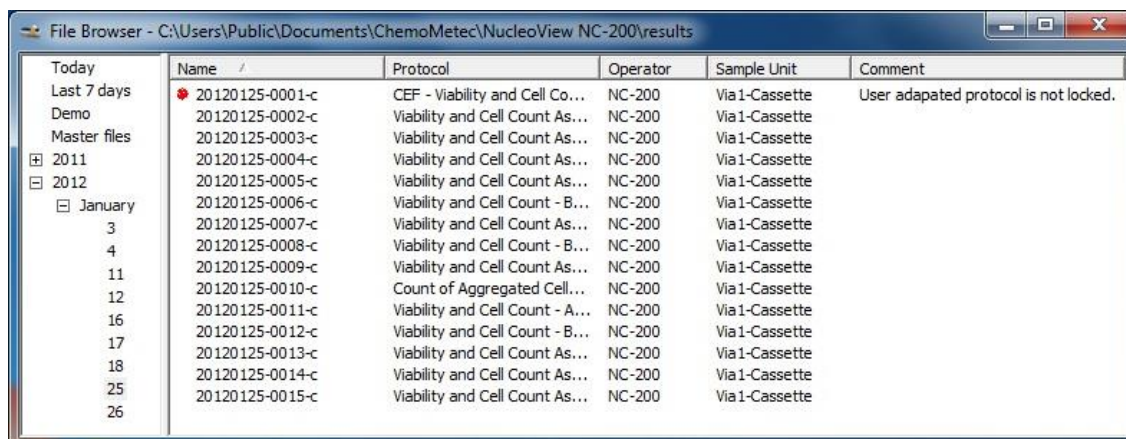 File Browser - C:\Users\Public\Documents\ChemoMetec\NucleoView NC-200\results
Today
Last 7 days
Demo
Master files
2011
2012
January
3
4
11
12
16
17
18
25
26
Name Protocol Operator Sample Unit Comment
20120125-0001-c CEF - Viability and Cell Co... NC-200 Via1-Cassette User adapated protocol is not locked.
20120125-0002-c Viability and Cell Count As... NC-200 Via1-Cassette
20120125-0003-c Viability and Cell Count As... NC-200 Via1-Cassette
20120125-0004-c Viability and Cell Count As... NC-200 Via1-Cassette
20120125-0005-c Viability and Cell Count As... NC-200 Via1-Cassette
20120125-0006-c Viability and Cell Count - B... NC-200 Via1-Cassette
20120125-0007-c Viability and Cell Count As... NC-200 Via1-Cassette
20120125-0008-c Viability and Cell Count - B... NC-200 Via1-Cassette
20120125-0009-c Viability and Cell Count As... NC-200 Via1-Cassette
20120125-0010-c Count of Aggregated Cell... NC-200 Via1-Cassette
20120125-0011-c Viability and Cell Count - A... NC-200 Via1-Cassette
20120125-0012-c Viability and Cell Count - B... NC-200 Via1-Cassette
20120125-0013-c Viability and Cell Count As... NC-200 Via1-Cassette
20120125-0014-c Viability and Cell Count As... NC-200 Via1-Cassette
20120125-0015-c Viability and Cell Count As... NC-200 Via1-Cassette